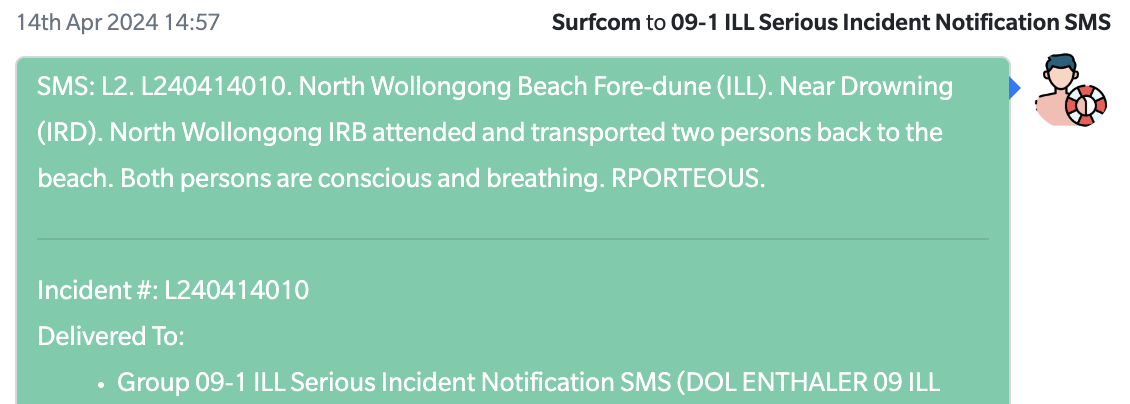 14th Apr 2024 14:57 Surfcom to 09-1 ILL Serious Incident Notification SMS
SMS: L2. L240414010. North Wollongong Beach Fore-dune (ILL). Near Drowning
(IRD). North Wollongong IRB attended and transported two persons back to the
beach. Both persons are conscious and breathing. RPORTEOUS.
Incident #: L240414010
Delivered To:
• Group 09-1 ILL Serious Incident Notification SMS (DOL ENTHALER 09 ILL